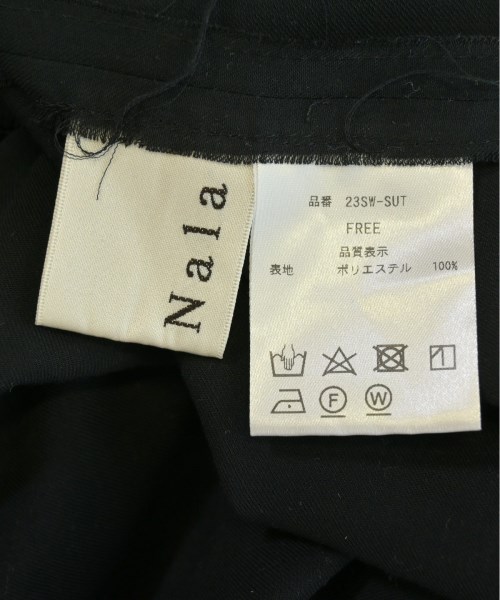 Nala
品番 23SW-SUT
FREE
品質表示
表地 ポリエステル 100%
F W